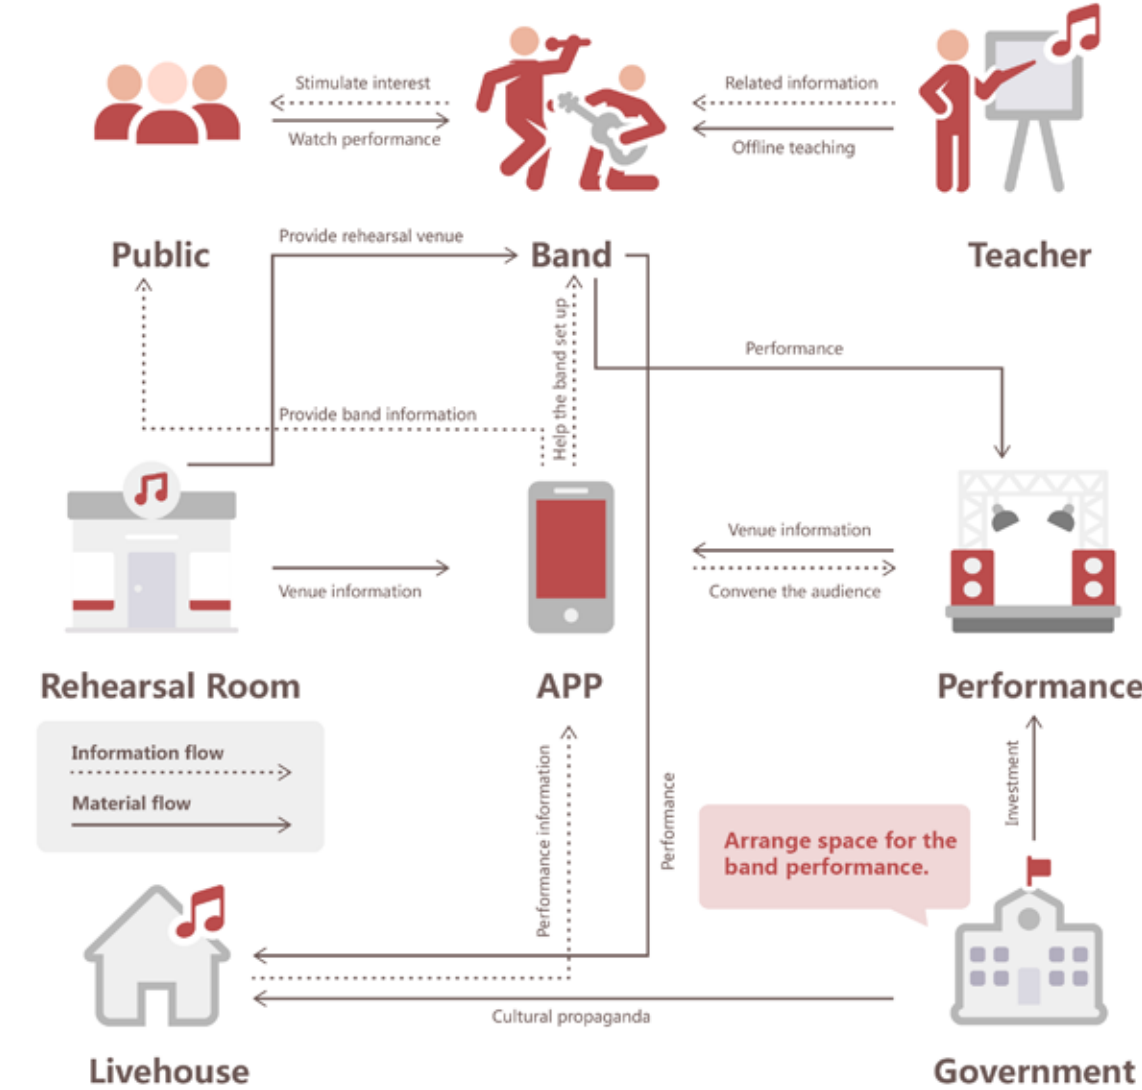 Stimulate interest
Watch performance
Related information
Offline teaching
Public
Provide rehearsal venue
Band
Teacher
Help the band set up
Performance
Provide band information
Venue information
Venue information
Convene the audience
Rehearsal Room
APP
Performance
Information flow
Material flow
Performance information
Performance
Investment
Arrange space for the
band performance.
Cultural propaganda
Livehouse
Government